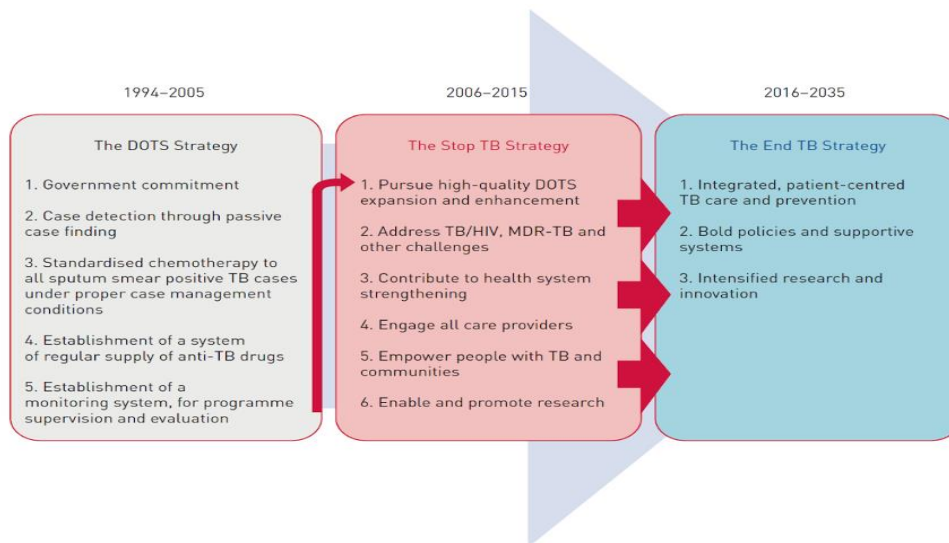 1994–2005
The DOTS Strategy
1. Government commitment
2. Case detection through passive
case finding
3. Standardised chemotherapy to
all sputum smear positive TB cases
under proper case management
conditions
4. Establishment of a system
of regular supply of anti-TB drugs
5. Establishment of a
monitoring system, for programme
supervision and evaluation
2006–2015
The Stop TB Strategy
1. Pursue high-quality DOTS
expansion and enhancement
2. Address TB/HIV, MDR-TB and
other challenges
3. Contribute to health system
strengthening
4. Engage all care providers
5. Empower people with TB and
communities
6. Enable and promote research
2016–2035
The End TB Strategy
1. Integrated, patient-centred
TB care and prevention
2. Bold policies and supportive
systems
3. Intensified research and
innovation